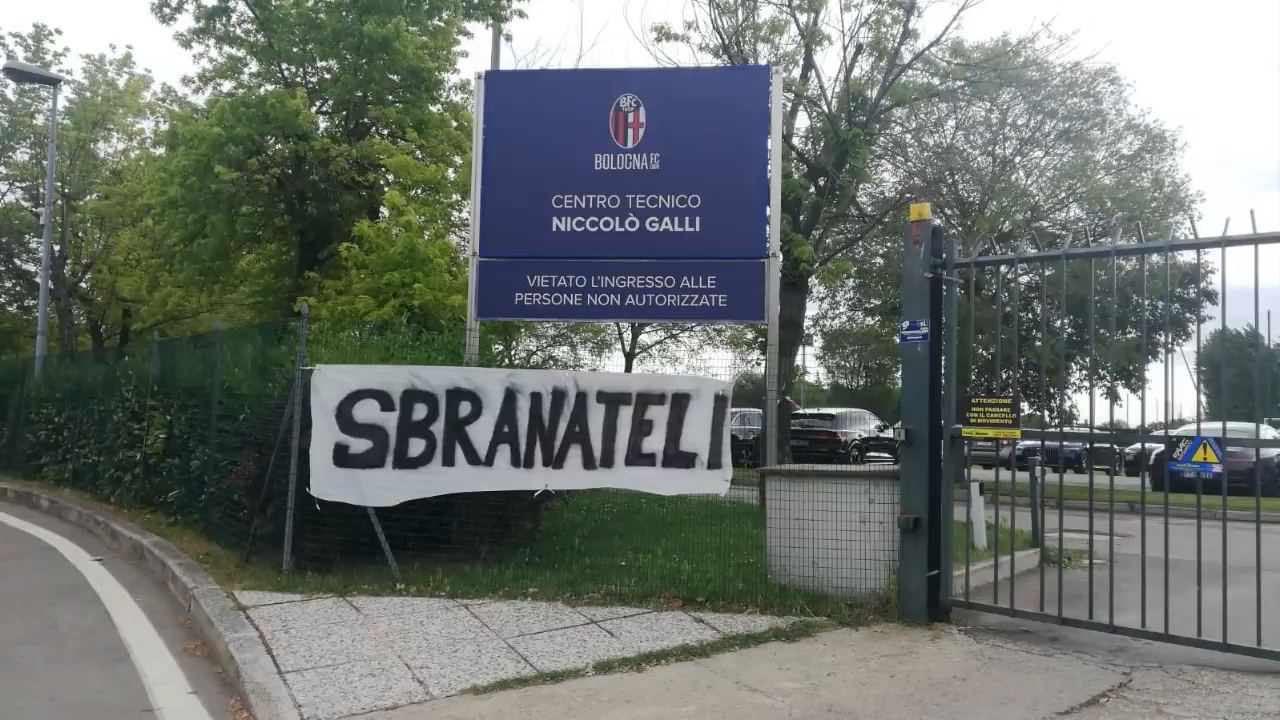 BFC
1909
BOLOGNA FC
CENTRO TECNICO
NICCOLÒ GALLI
VIETATO L'INGRESSO ALLE
PERSONE NON AUTORIZZATE
SBRANATELI
ATTENZIONE
NON PASSARE
CON IL CANCELLO
IN MOVIMENTO